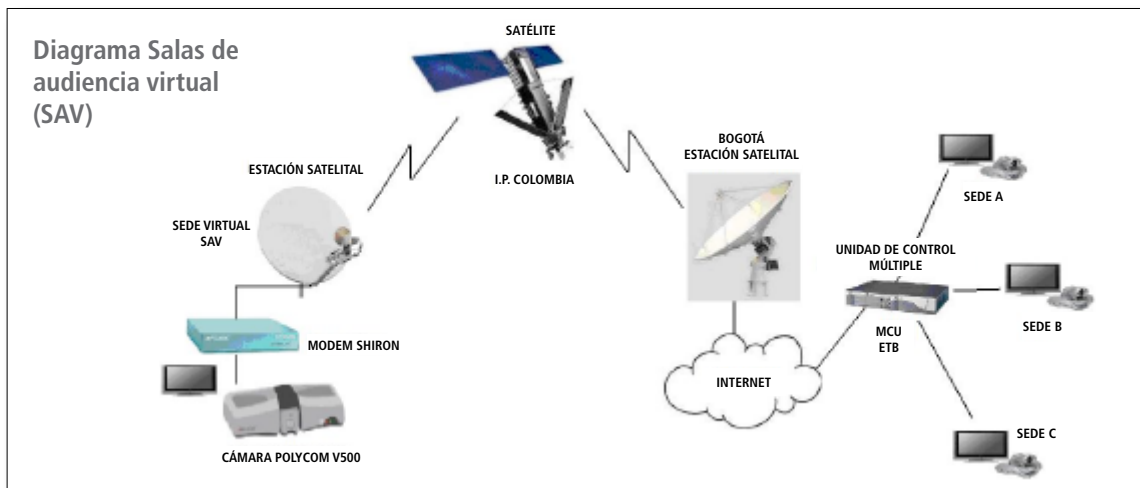 Diagrama Salas de
audiencia virtual
(SAV)
SATÉLITE
I.P. COLOMBIA
ESTACIÓN SATELITAL
SEDE VIRTUAL
SAV
MODEM SHIRON
CÁMARA POLYCOM V500
BOGOTÁ
ESTACIÓN SATELITAL
INTERNET
UNIDAD DE CONTROL
MÚLTIPLE
MCU
ETB
SEDE A
SEDE B
SEDE C